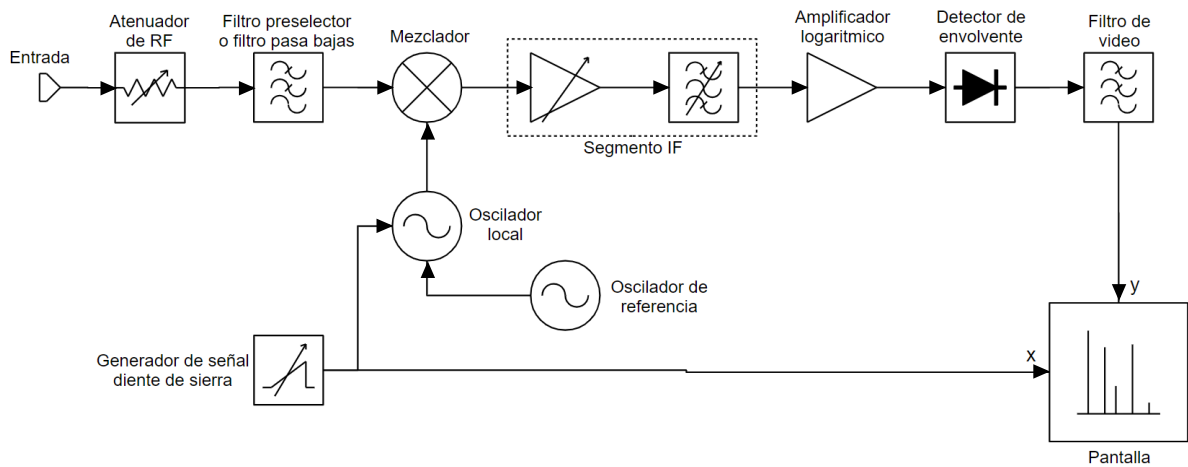 Entrada
Atenuador
de RF
Filtro preselector
o filtro pasa bajas
Mezclador
Segmento IF
Amplificador
logaritmico
Detector de
envolvente
Filtro de
video
Oscilador
local
Oscilador de
referencia
Generador de señal
diente de sierra
y
x
Pantalla